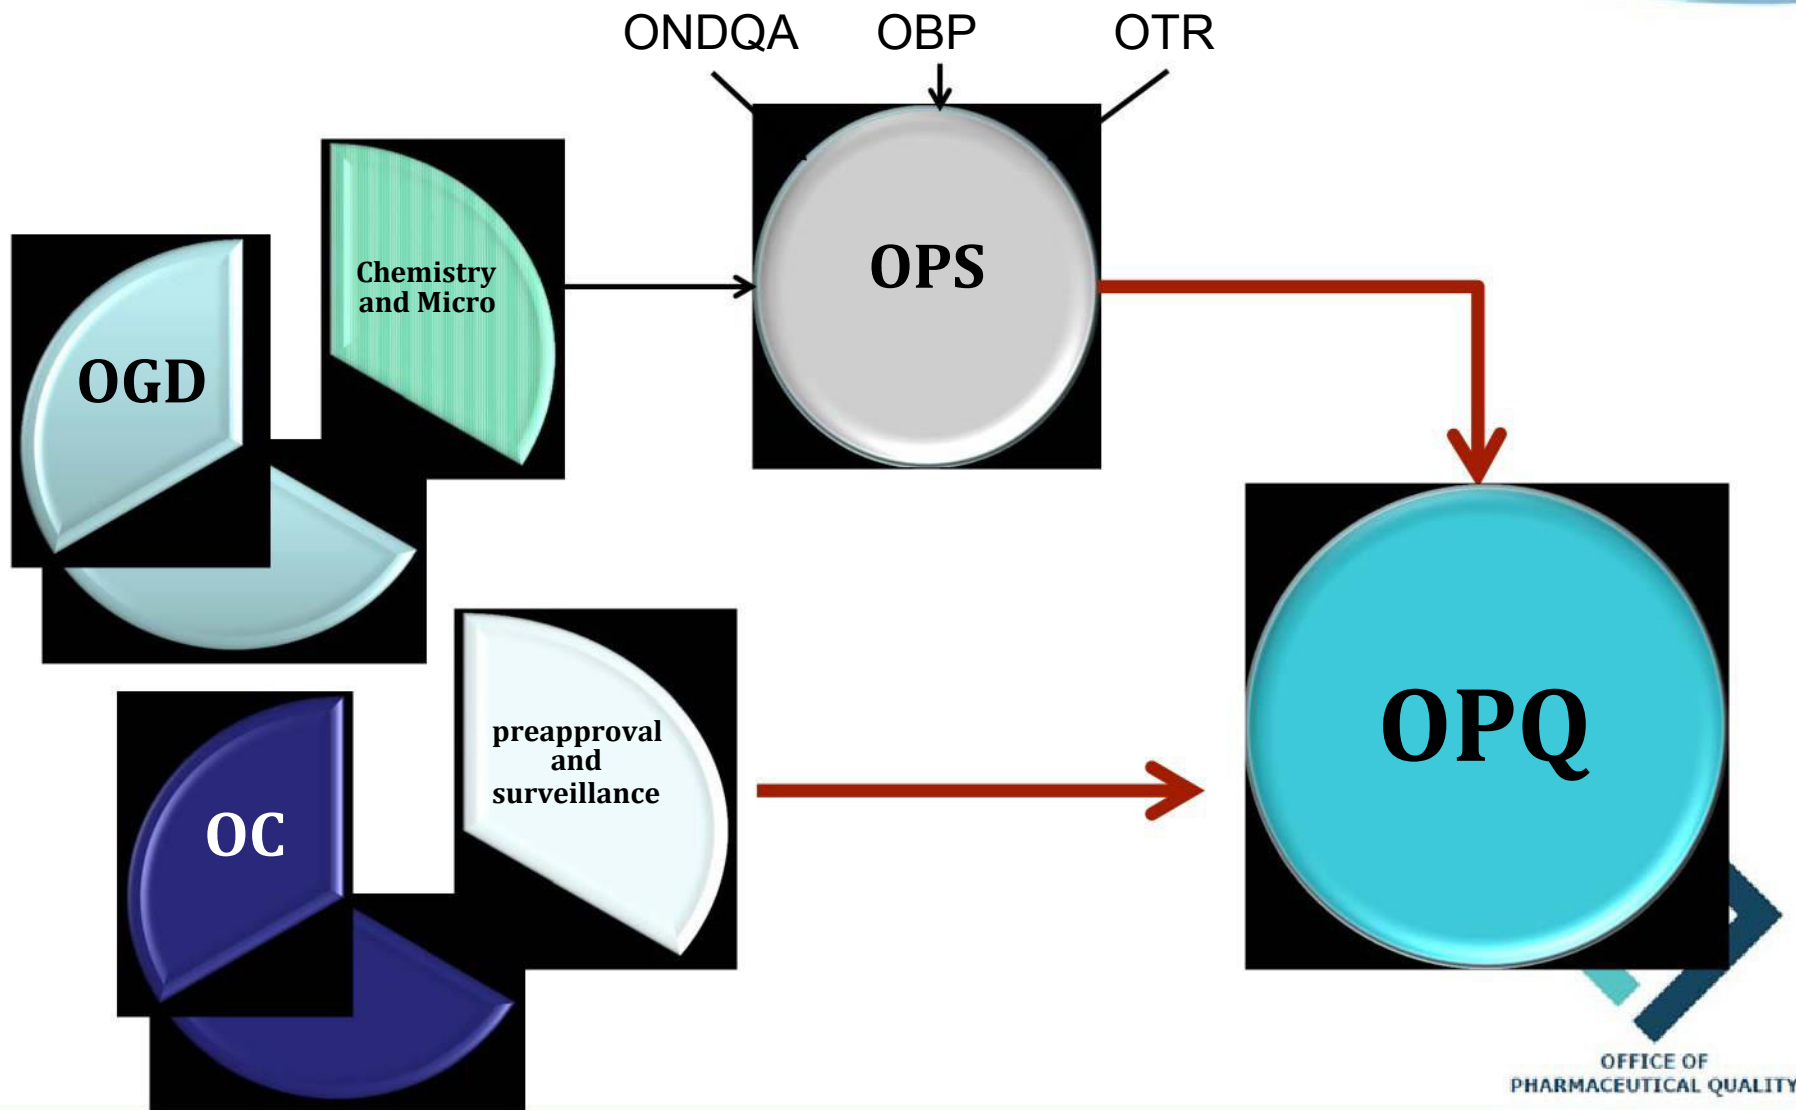 ONDQA OBP OTR
OPS
Chemistry
and Micro
OGD
preapproval
and
surveillance
OC
OPQ
OFFICE OF
PHARMACEUTICAL QUALITY